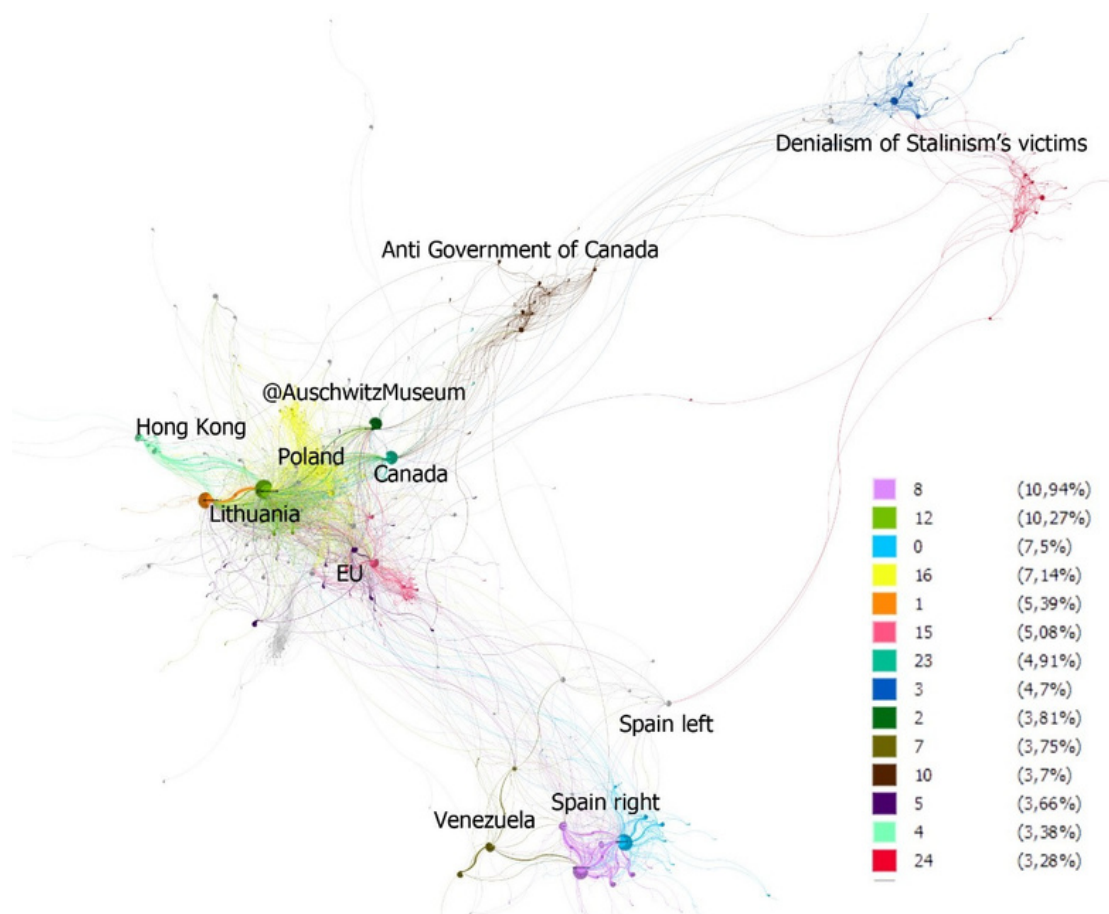 Denialism of Stalinism's victims
Anti Government of Canada
@AuschwitzMuseum
Hong Kong
Poland
Canada
Lithuania
EU
Spain left
Spain right
Venezuela
8 (10,94%)
12 (10,27%)
0 (7,5%)
16 (7,14%)
1 (5,39%)
15 (5,08%)
23 (4,91%)
3 (4,7%)
2 (3,81%)
7 (3,75%)
10 (3,7%)
5 (3,66%)
4 (3,38%)
24 (3,28%)